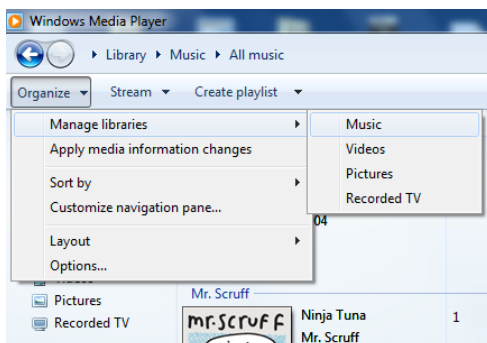 Windows Media Player
Library Music All music
Organize Stream Create playlist
Manage libraries
Apply media information changes
Sort by
Customize navigation pane...
Layout
Options...
Music
Videos
Pictures
Recorded TV
04
Pictures
Recorded TV
Mr. Scruff
mr.scruff
Ninja Tuna
Mr. Scruff
1